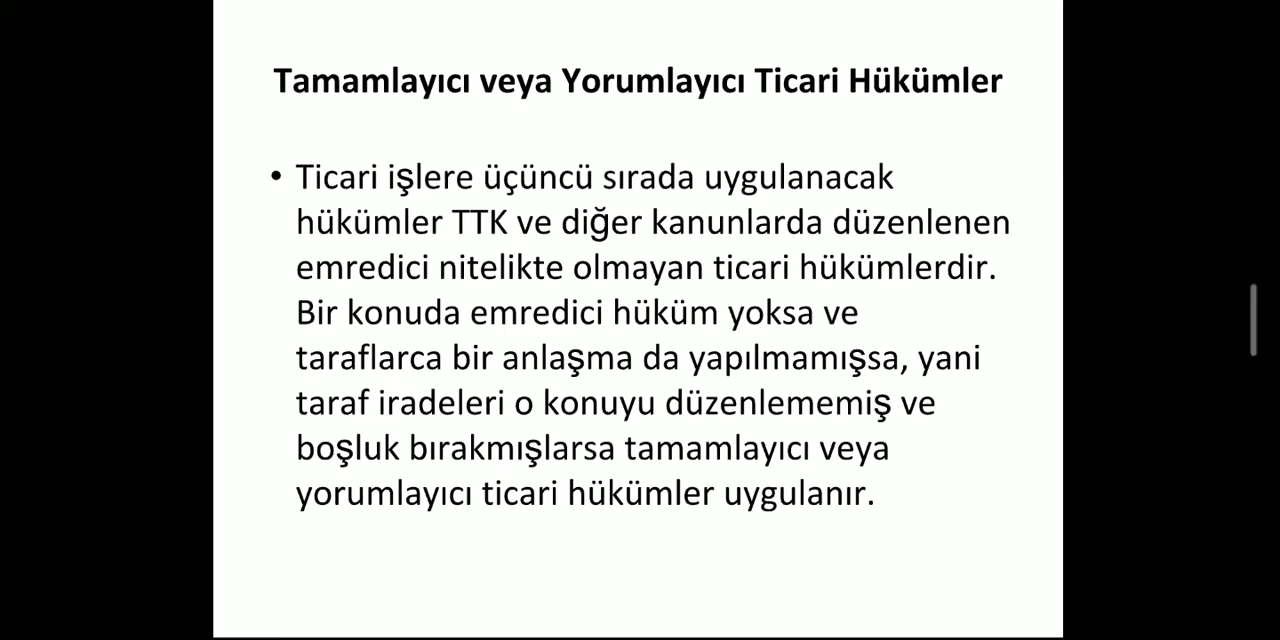 Tamamlayıcı veya Yorumlayıcı Ticari Hükümler
• Ticari işlere üçüncü sırada uygulanacak
hükümler TTK ve diğer kanunlarda düzenlenen
emredici nitelikte olmayan ticari hükümlerdir.
Bir konuda emredici hüküm yoksa ve
taraflarca bir anlaşma da yapılmamışsa, yani
taraf iradeleri o konuyu düzenlememiş ve
boşluk bırakmışlarsa tamamlayıcı veya
yorumlayıcı ticari hükümler uygulanır.